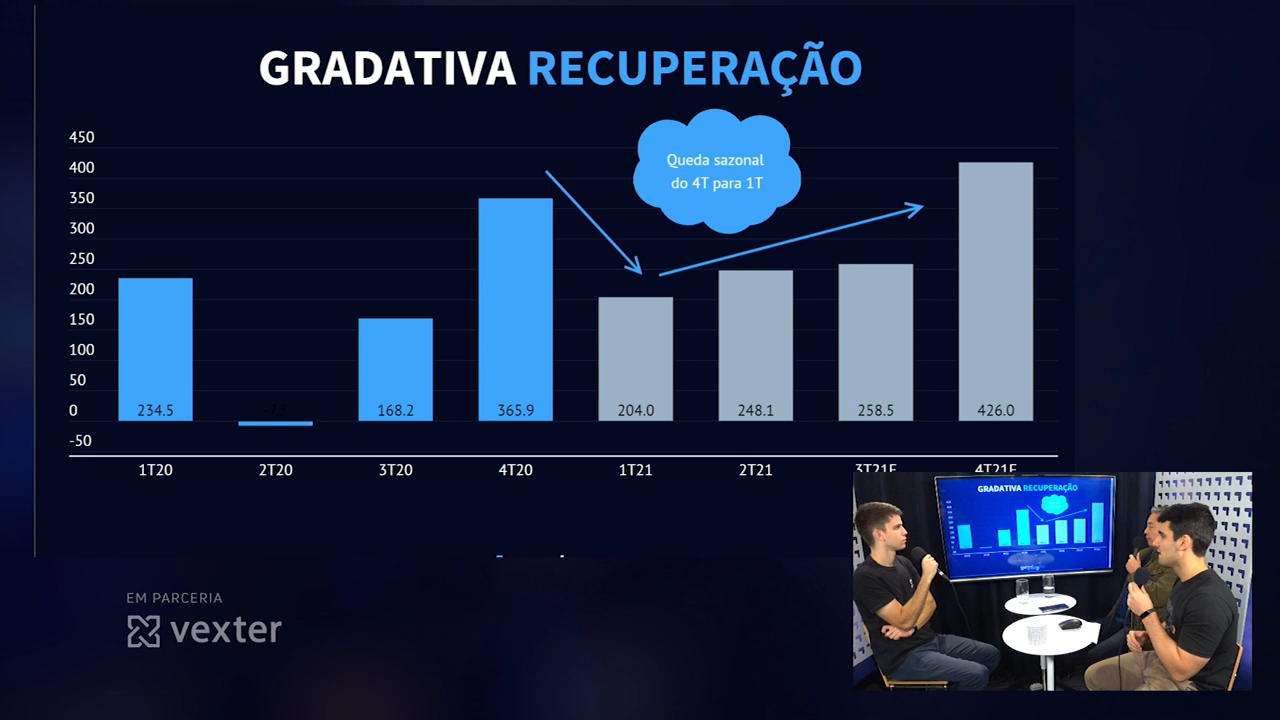 GRADATIVA RECUPERAÇÃO
450
400
350
300
250
200
150
100
50
0
-50
Queda sazonal
do 4T para 1T
234.5
168.2
365.9
204.0
248.1
258.5
426.0
1T20
2T20
3T20
4T20
1T21
2T21
3T21E
4T21E
GRADATIVA RECUPERAÇÃO
EM PARCERIA
vexter